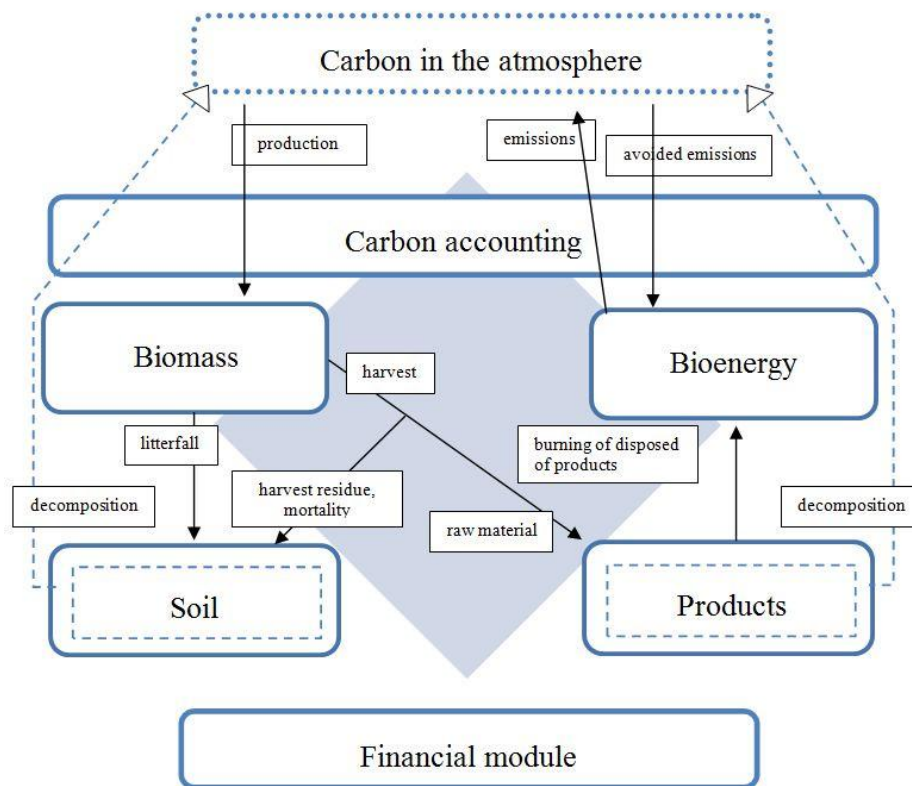 Carbon in the atmosphere
production
emissions
avoided emissions
Carbon accounting
Biomass
Bioenergy
harvest
litterfall
burning of disposed
of products
decomposition
harvest residue,
mortality
raw material
decomposition
Soil
Products
Financial module